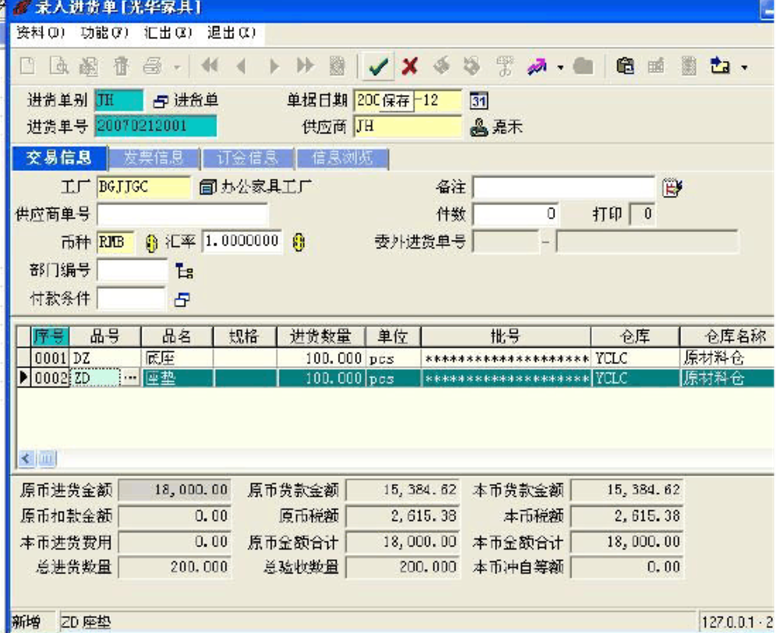 录入进货单[光华家具]
资料(O) 功能(F) 汇出(X) 退出(X)
进货单别 JH 进货单 单据日期 200 保存 -12
进货单号 20070212001 供应商 JH 嘉禾
交易信息 发票信息 订金信息 信息浏览
工厂 BGJJGC 办公家具工厂 备注
供应商单号 件数 0 打印 0
币种 RMB 汇率 1.0000000 委外进货单号 -
部门编号
付款条件
序号 品号 品名 规格 进货数量 单位 批号 仓库 仓库名称
0001 DZ 底座 100.000 pcs ******************** YCLC 原材料仓
0002 ZD ... 座垫 100.000 pcs ******************** YCLC 原材料仓
原币进货金额 18,000.00 原币货款金额 15,384.62 本币货款金额 15,384.62
原币扣款金额 0.00 原币税额 2,615.38 本币税额 2,615.38
本币进货费用 0.00 原币金额合计 18,000.00 本币金额合计 18,000.00
总进货数量 200.000 总验收数量 200.000 本币冲自筹额 0.00
新增 ZD 座垫 127.0.0.1 - 2